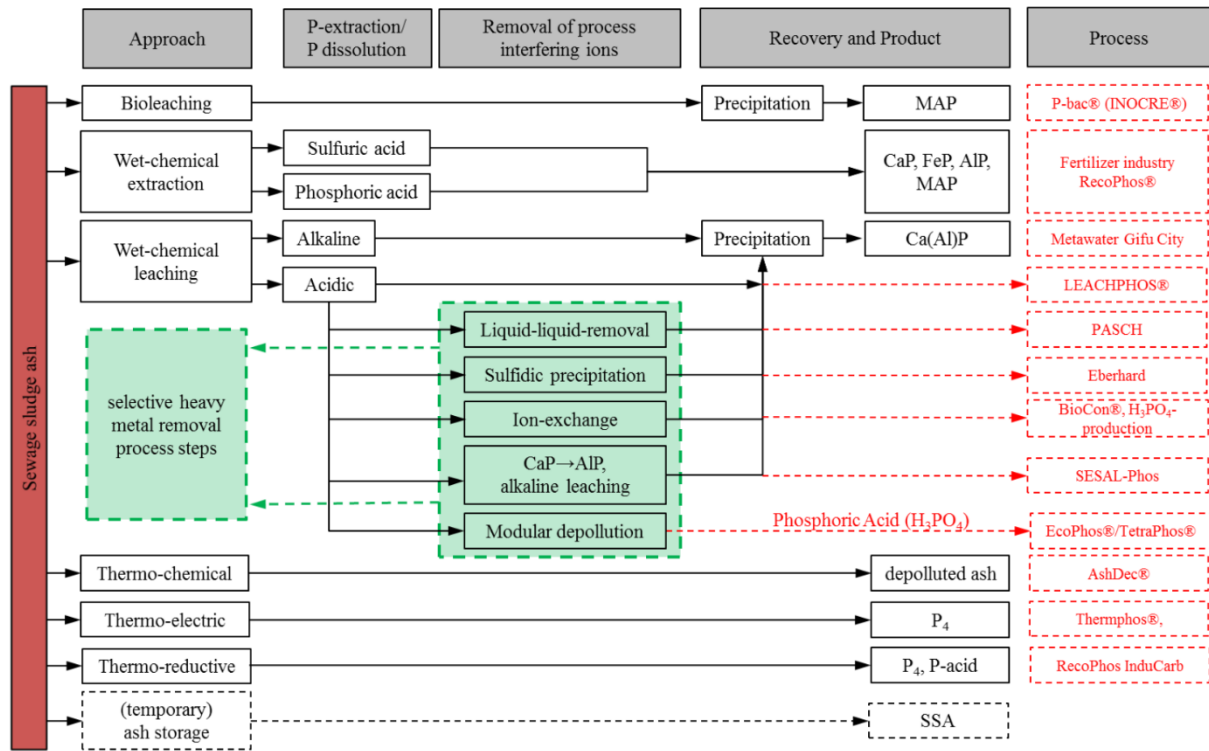 Approach
P-extraction/
P dissolution
Removal of process
interfering ions
Recovery and Product
Process
Sewage sludge ash
Bioleaching
Precipitation
MAP
P-bac® (INOCRE®)
Wet-chemical
extraction
Sulfuric acid
Phosphoric acid
CaP, FeP, AlP,
MAP
Fertilizer industry
RecoPhos®
Wet-chemical
leaching
Alkaline
Precipitation
Ca(Al)P
Metawater Gifu City
Acidic
LEACHPHOS®
selective heavy
metal removal
process steps
Liquid-liquid-removal
PASCH
Sulfidic precipitation
Eberhard
Ion-exchange
BioCon®, H₃PO₄-
production
CaP→AlP,
alkaline leaching
SESAL-Phos
Modular depollution
Phosphoric Acid (H₃PO₄)
EcoPhos®/TetraPhos®
Thermo-chemical
depolluted ash
AshDec®
Thermo-electric
P₄
Thermphos®,
Thermo-reductive
P₄, P-acid
RecoPhos InduCarb
(temporary)
ash storage
SSA